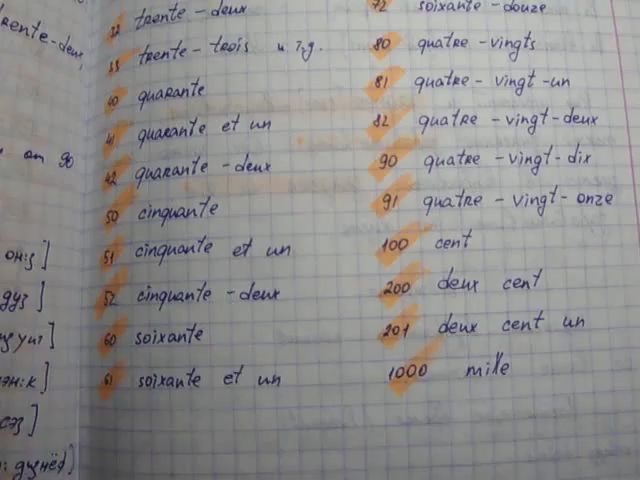 32 trente-deux
33 trente-trois и т.д.
40 quarante
41 quarante et un
42 quarante-deux
50 cinquante
51 cinquante et un
52 cinquante-deux
60 soixante
61 soixante et un
72 soixante-douze
80 quatre-vingts
81 quatre-vingt-un
82 quatre-vingt-deux
90 quatre-vingt-dix
91 quatre-vingt-onze
100 cent
200 deux cent
201 deux cent un
1000 mille